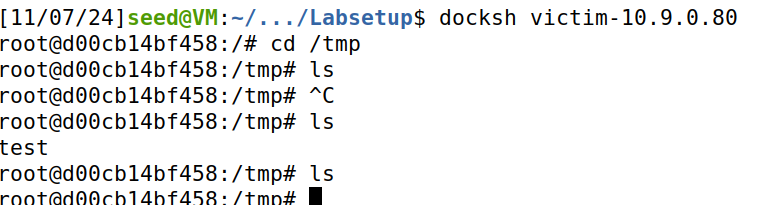 [11/07/24]seed@VM:~/.../Labsetup$ docksh victim-10.9.0.80
root@d00cb14bf458:/# cd /tmp
root@d00cb14bf458:/tmp# ls
root@d00cb14bf458:/tmp# ^C
root@d00cb14bf458:/tmp# ls
test
root@d00cb14bf458:/tmp# ls
root@d00cb14bf458:/tmp#